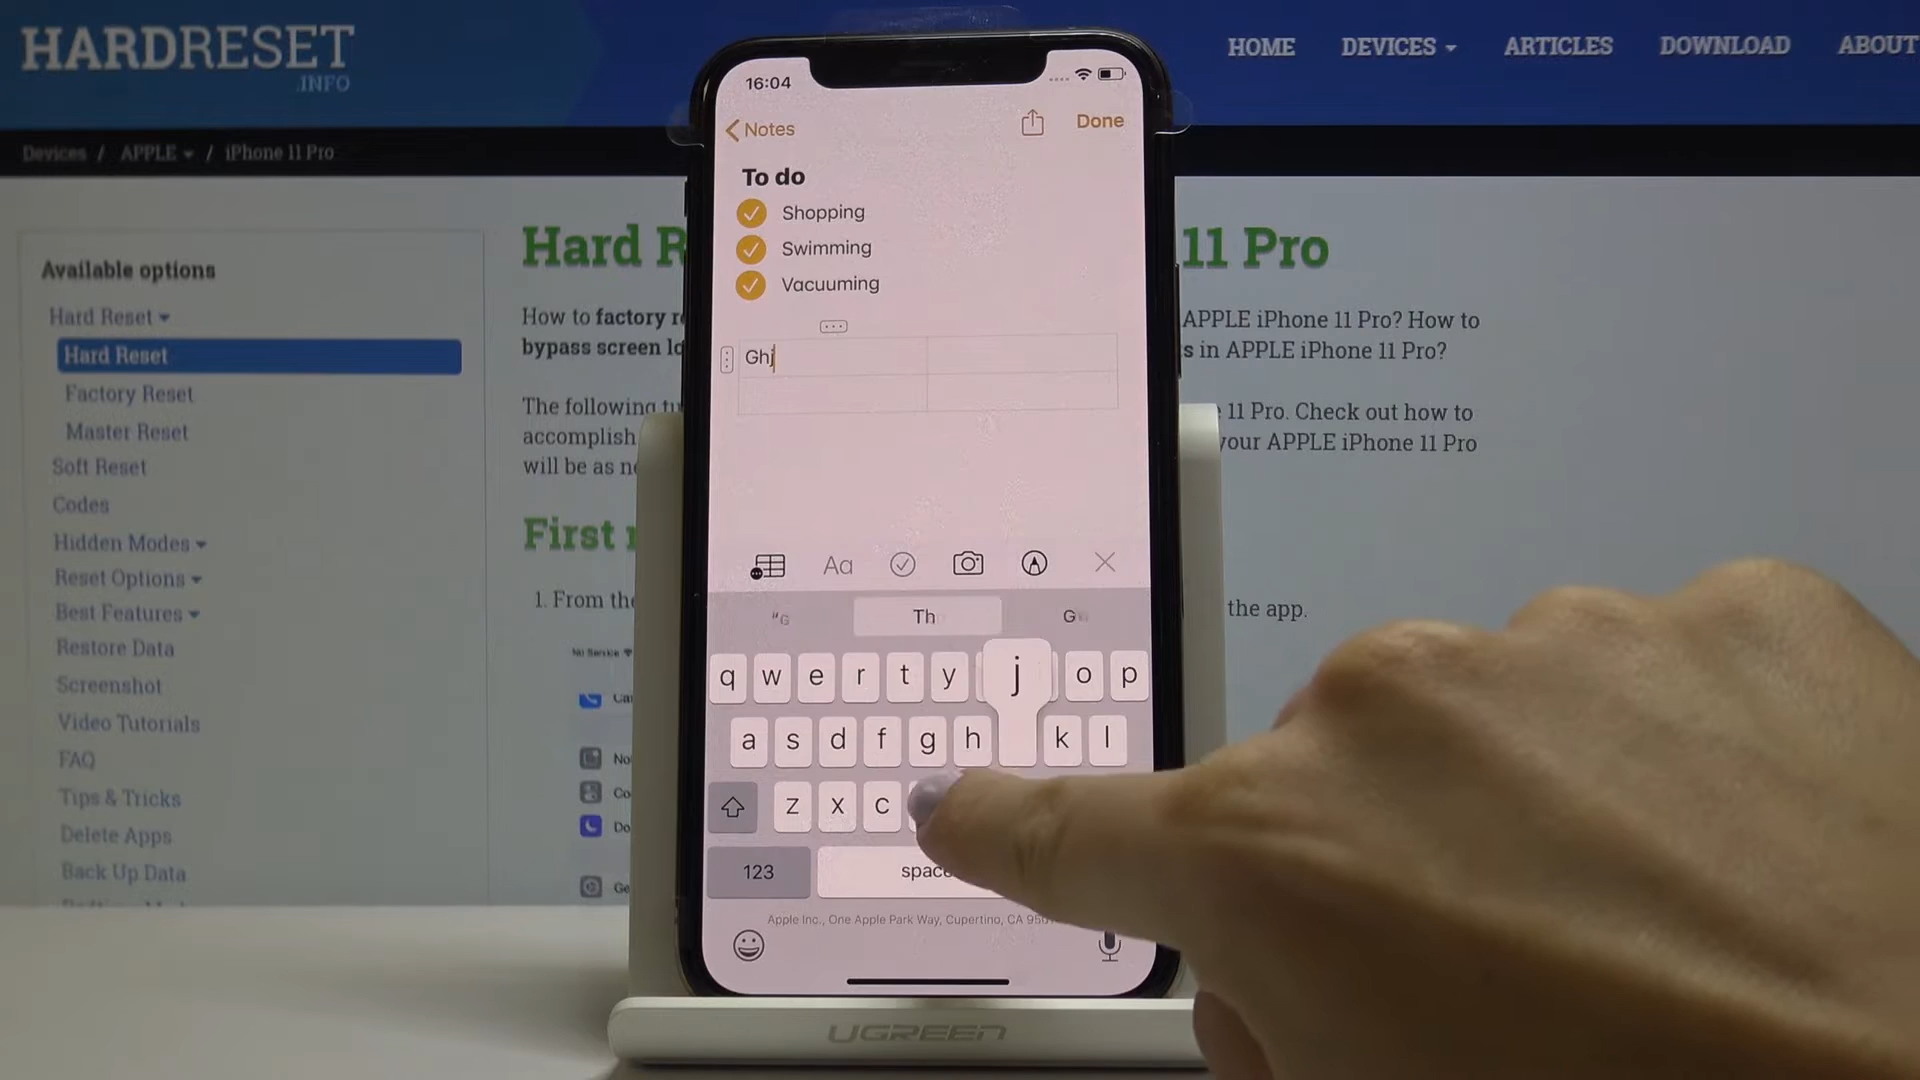 HARDRESET
.INFO
HOME DEVICES ARTICLES DOWNLOAD ABOUT
Devices / APPLE / iPhone 11 Pro
Available options
Hard Reset
Hard Reset
Factory Reset
Master Reset
Soft Reset
Codes
Hidden Modes
Reset Options
Best Features
Restore Data
Screenshot
Video Tutorials
FAQ
Tips & Tricks
Delete Apps
Back Up Data
Hard R 11 Pro
How to factory r APPLE iPhone 11 Pro? How to
bypass screen lo s in APPLE iPhone 11 Pro?
The following tu 11 Pro. Check out how to
accomplish your APPLE iPhone 11 Pro
will be as ne
First
1. From the the app.
No Service
16:04
Notes
Done
To do
Shopping
Swimming
Vacuuming
Ghj
Aa
"G Th G
q w e r t y j o p
a s d f g h k l
z x c
123 space
Apple Inc., One Apple Park Way, Cupertino, CA 950
UGREEN